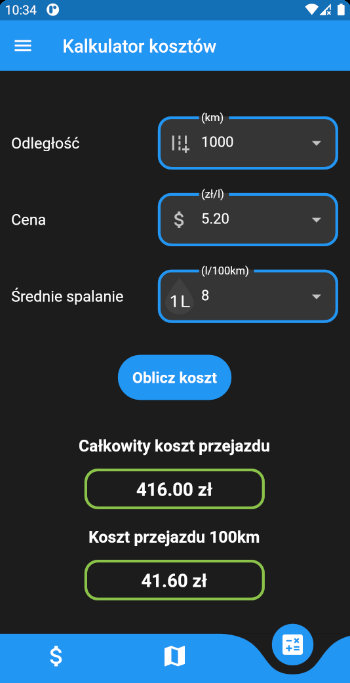 10:34
Kalkulator kosztów
(km)
Odległość 1000
(zł/l)
Cena 5.20
(l/100km)
Średnie spalanie 1L 8
Oblicz koszt
Całkowity koszt przejazdu
416.00 zł
Koszt przejazdu 100km
41.60 zł